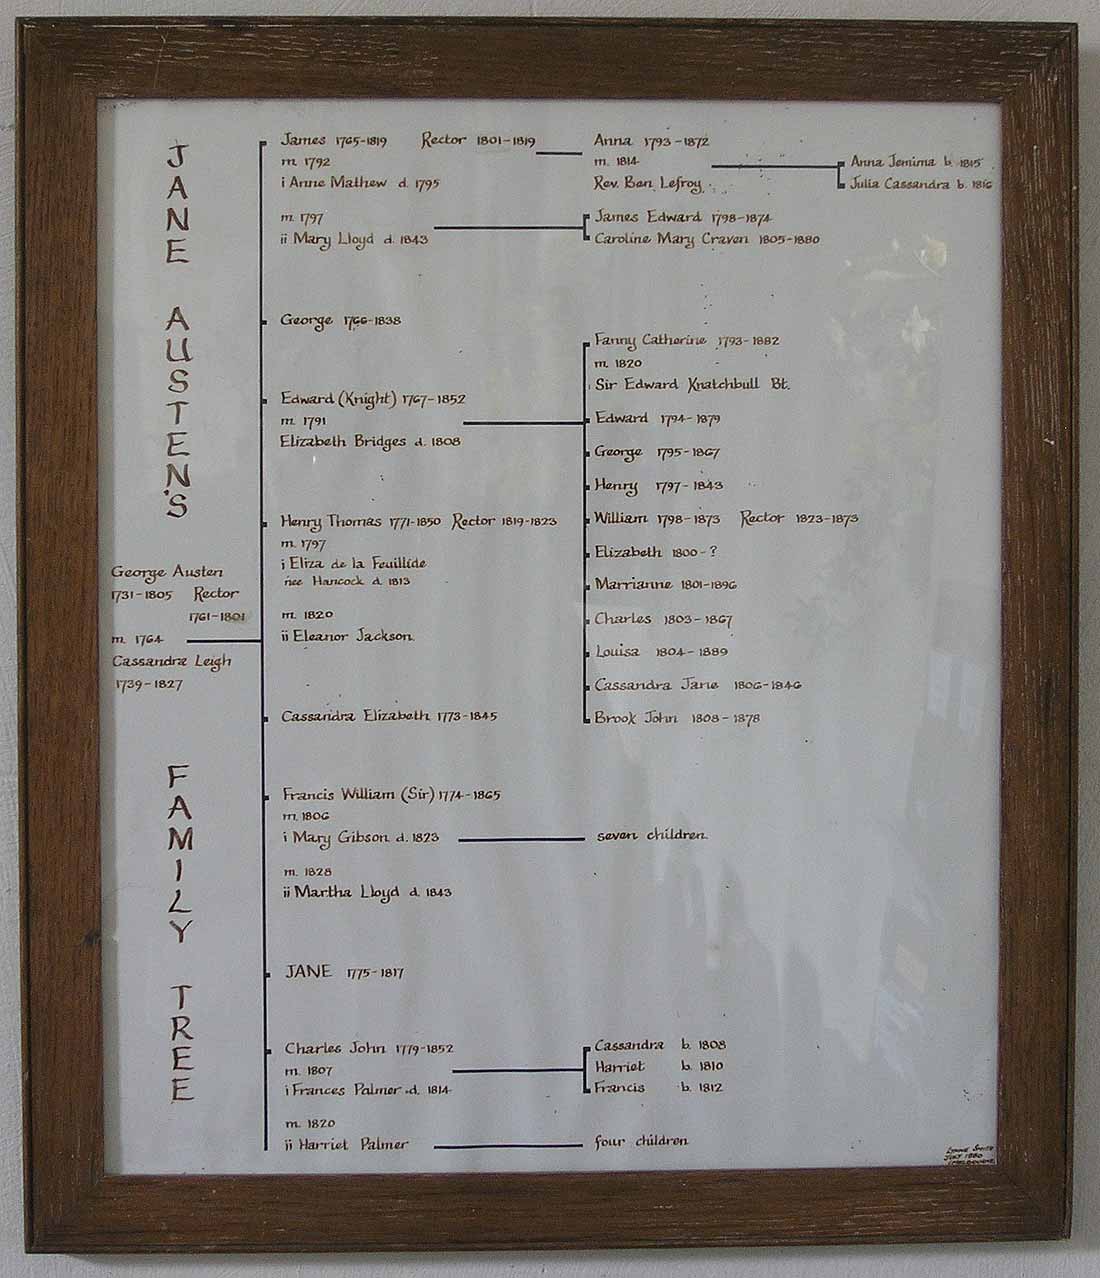 JANE AUSTEN'S FAMILY TREE
George Austen
1731-1805 Rector
1761-1801
m. 1764
Cassandra Leigh
1739-1827
James 1765-1819 Rector 1801-1819
m. 1792
i Anne Mathew d. 1795
m. 1797
ii Mary Lloyd d. 1843
George 1766-1838
Edward (Knight) 1767-1852
m. 1791
Elizabeth Bridges d. 1808
Henry Thomas 1771-1850 Rector 1819-1823
m. 1797
i Eliza de la Feuillide
née Hancock d. 1813
m. 1820
ii Eleanor Jackson
Cassandra Elizabeth 1773-1845
Francis William (Sir) 1774-1865
m. 1806
i Mary Gibson d. 1823
m. 1828
ii Martha Lloyd d. 1843
JANE 1775-1817
Charles John 1779-1852
m. 1807
i Frances Palmer d. 1814
m. 1820
ii Harriet Palmer
Anna 1793-1872
m. 1814
Rev. Ben Lefroy
James Edward 1798-1874
Caroline Mary Craven 1805-1880
Fanny Catherine 1793-1882
m. 1820
Sir Edward Knatchbull Bt.
Edward 1794-1879
George 1795-1867
Henry 1797-1843
William 1798-1873 Rector 1823-1873
Elizabeth 1800-?
Marrianne 1801-1896
Charles 1803-1867
Louisa 1804-1889
Cassandra Jane 1806-1846
Brook John 1808-1878
seven children
Cassandra b. 1808
Harriet b. 1810
Francis b. 1812
four children
Anna Jemima b. 1815
Julia Cassandra b. 1816
Smith
July 1980
Melbourne